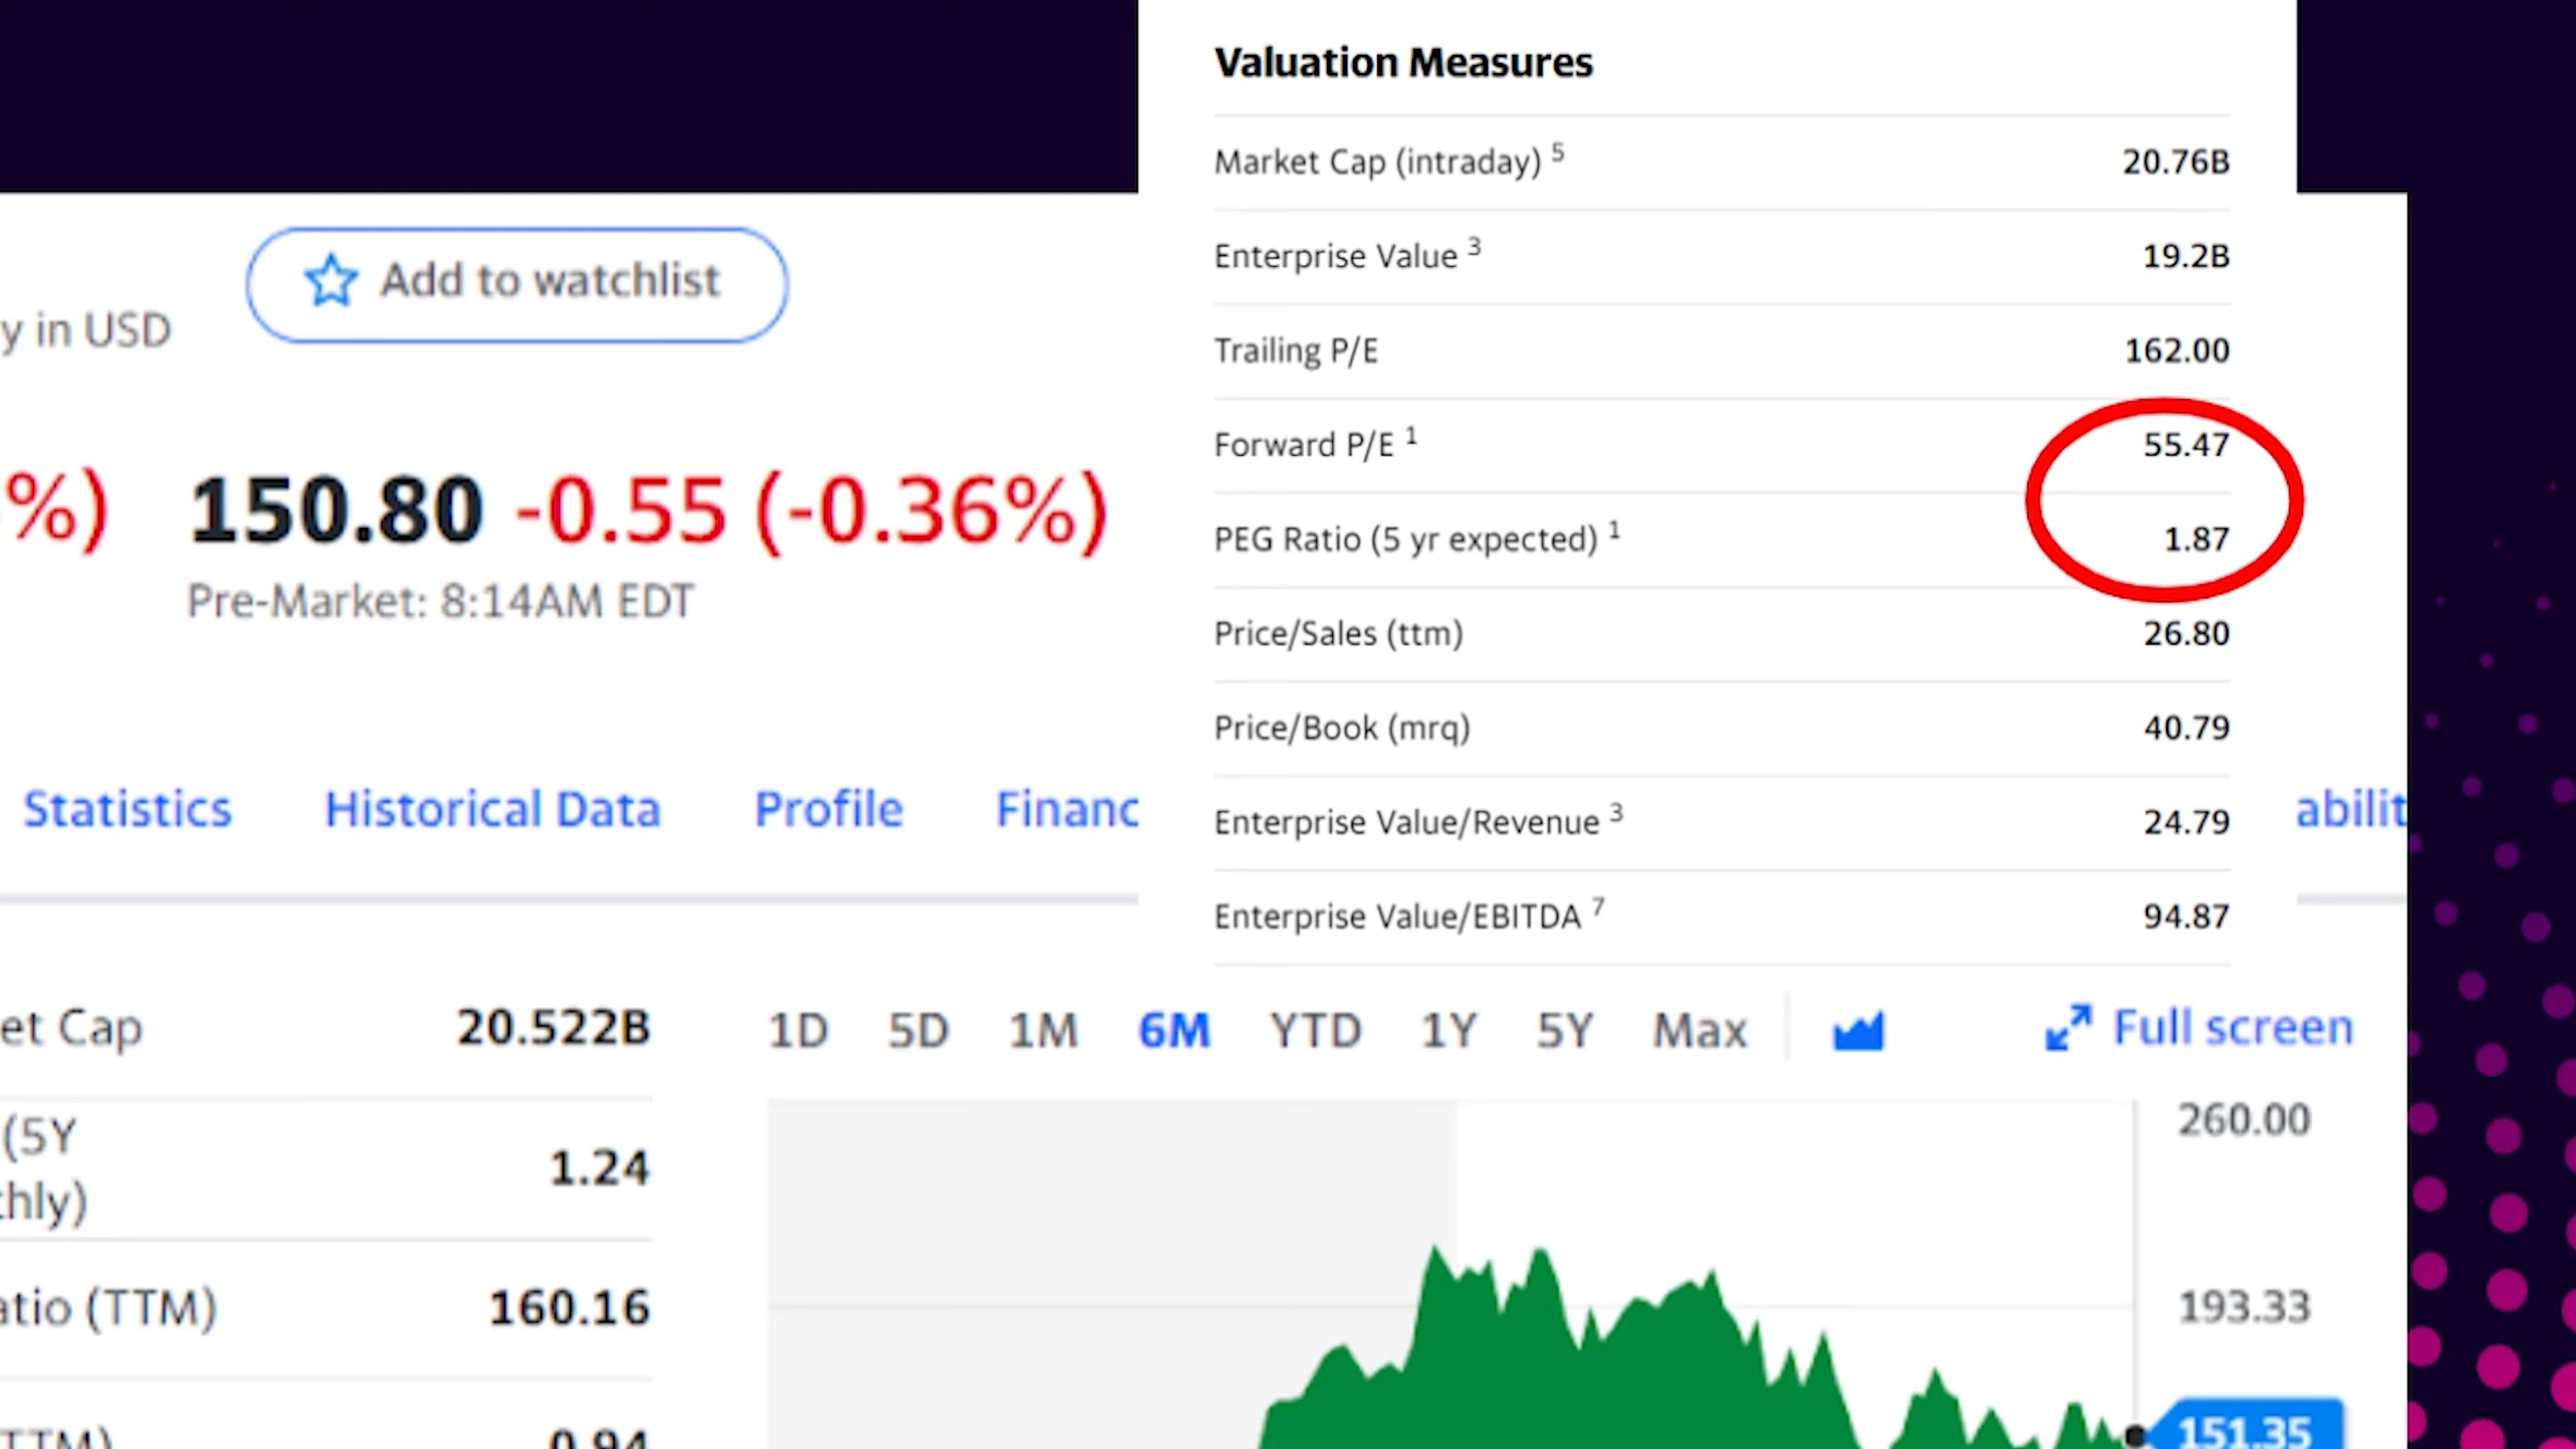 Valuation Measures
Market Cap (intraday) 5 20.76B
Enterprise Value 3 19.2B
Trailing P/E 162.00
Forward P/E 1 55.47
PEG Ratio (5 yr expected) 1 1.87
Price/Sales (ttm) 26.80
Price/Book (mrq) 40.79
Enterprise Value/Revenue 3 24.79
Enterprise Value/EBITDA 7 94.87
Add to watchlist
y in USD
%) 150.80 -0.55 (-0.36%)
Pre-Market: 8:14AM EDT
Statistics Historical Data Profile Financ abilit
et Cap 20.522B
(5Y
hly) 1.24
atio (TTM) 160.16
TTM) 0.94
1D 5D 1M 6M YTD 1Y 5Y Max Full screen
260.00
193.33
151.35